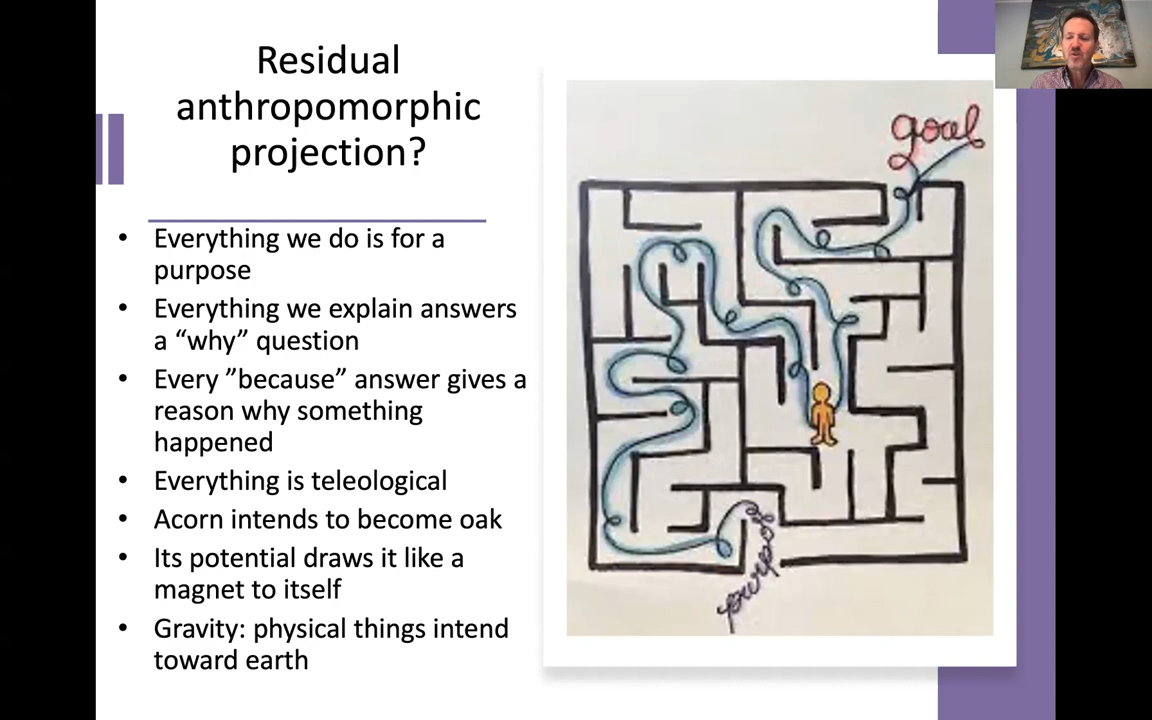 Residual
anthropomorphic
projection?
• Everything we do is for a
purpose
• Everything we explain answers
a “why” question
• Every ”because” answer gives a
reason why something
happened
• Everything is teleological
• Acorn intends to become oak
• Its potential draws it like a
magnet to itself
• Gravity: physical things intend
toward earth
goal
purpose